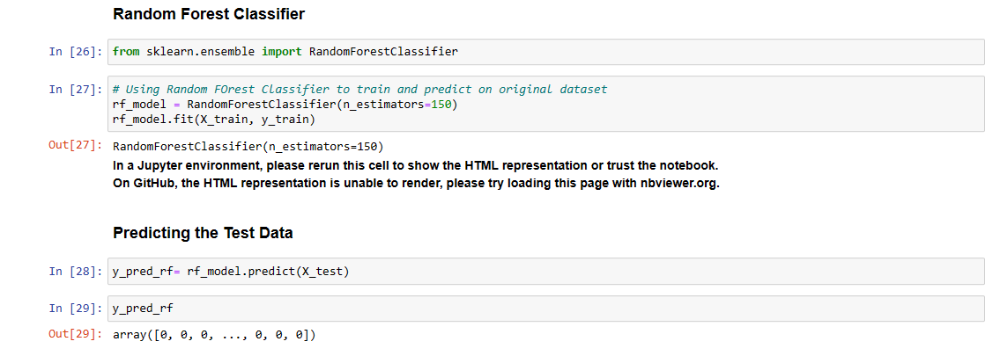 Random Forest Classifier
In [26]: from sklearn.ensemble import RandomForestClassifier
In [27]: # Using Random FOrest Classifier to train and predict on original dataset
rf_model = RandomForestClassifier(n_estimators=150)
rf_model.fit(X_train, y_train)
Out[27]: RandomForestClassifier(n_estimators=150)
In a Jupyter environment, please rerun this cell to show the HTML representation or trust the notebook.
On GitHub, the HTML representation is unable to render, please try loading this page with nbviewer.org.
Predicting the Test Data
In [28]: y_pred_rf= rf_model.predict(X_test)
In [29]: y_pred_rf
Out[29]: array([0, 0, 0, ..., 0, 0, 0])